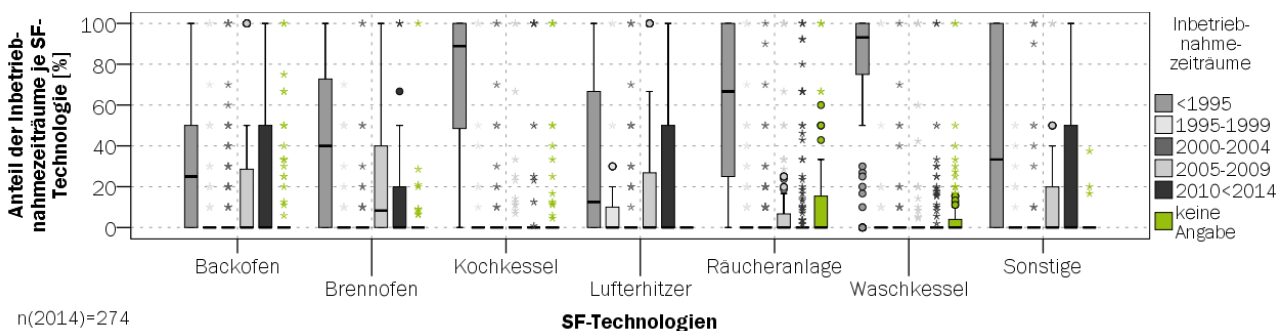 Anteil der Inbetrieb-
nahmezeiträume je SF-
Technologie [%]
100
80
60
40
20
0
Backofen
Brennofen
Kochkessel
Lufterhitzer
Räucheranlage
Waschkessel
Sonstige
SF-Technologien
n(2014)=274
Inbetrieb-
nahme-
zeiträume
<1995
1995-1999
2000-2004
2005-2009
2010<2014
keine
Angabe